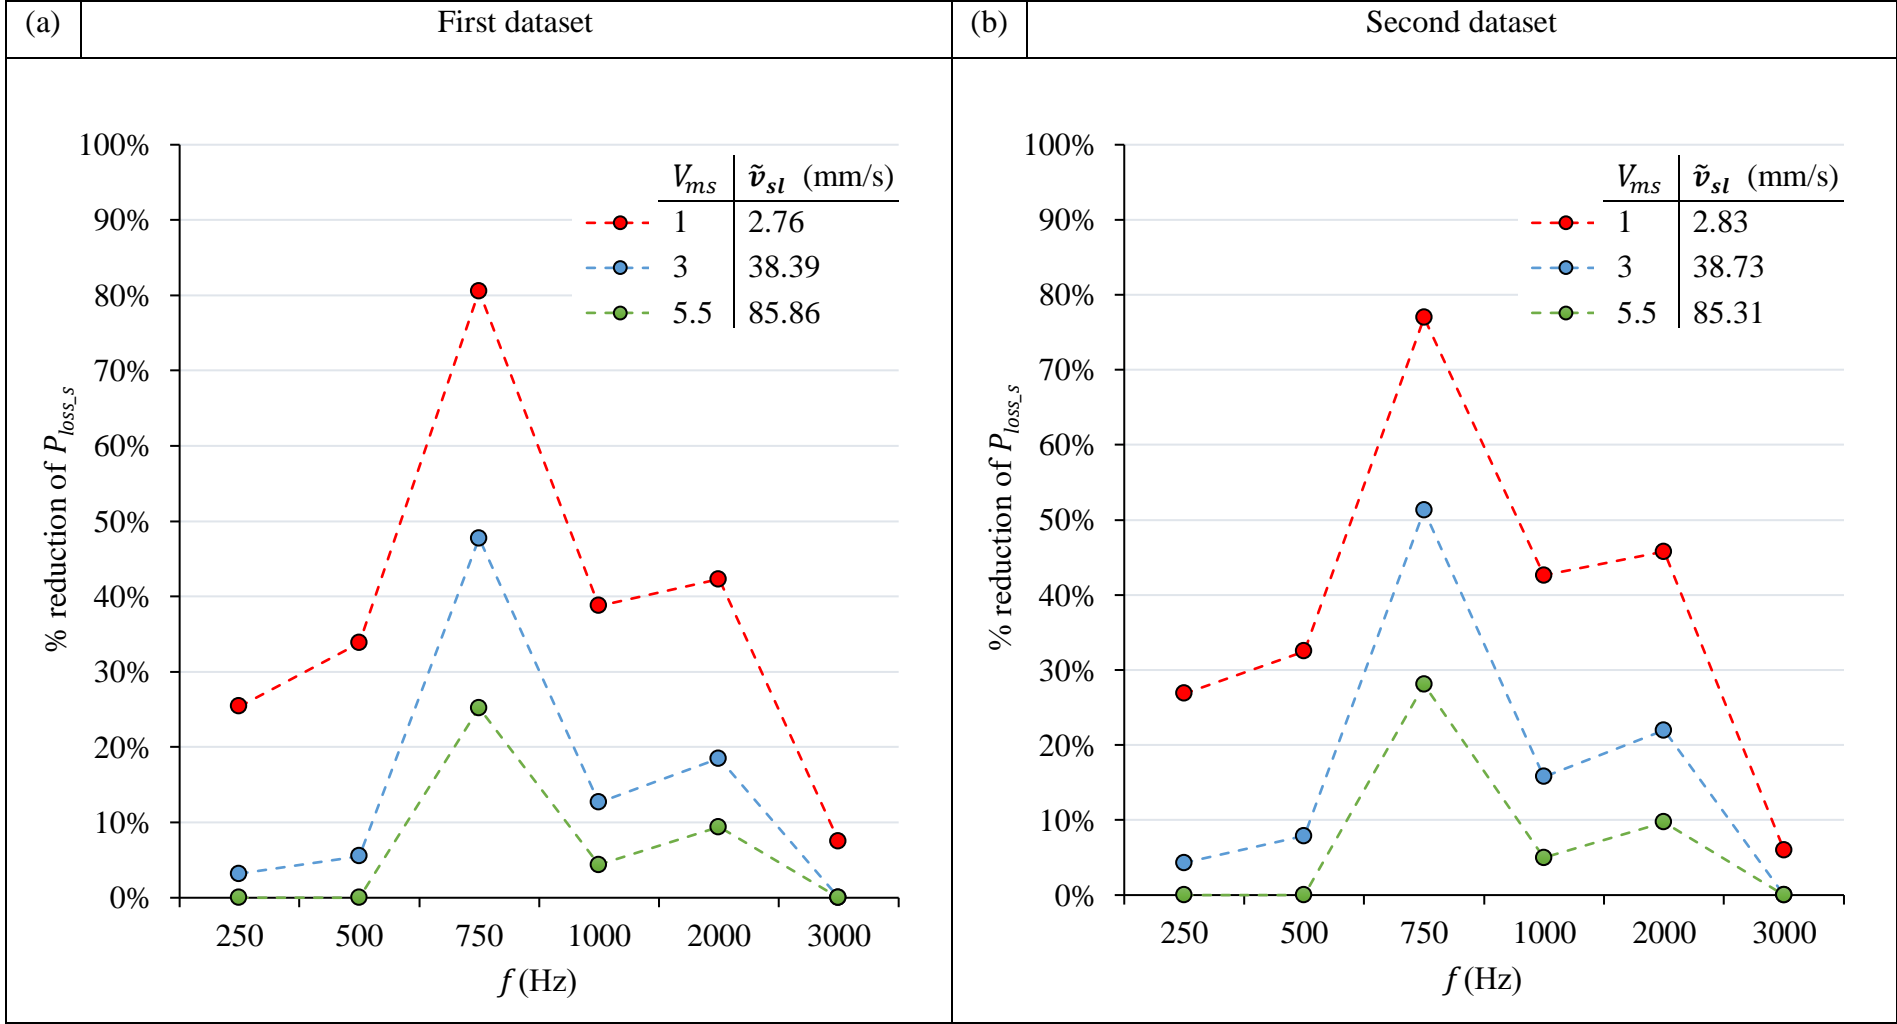 (a) First dataset
% reduction of P_loss_s
100%
90%
80%
70%
60%
50%
40%
30%
20%
10%
0%
V_ms ṽ_sl (mm/s)
1 2.76
3 38.39
5.5 85.86
250 500 750 1000 2000 3000
f (Hz)
(b) Second dataset
% reduction of P_loss_s
100%
90%
80%
70%
60%
50%
40%
30%
20%
10%
0%
V_ms ṽ_sl (mm/s)
1 2.83
3 38.73
5.5 85.31
250 500 750 1000 2000 3000
f (Hz)